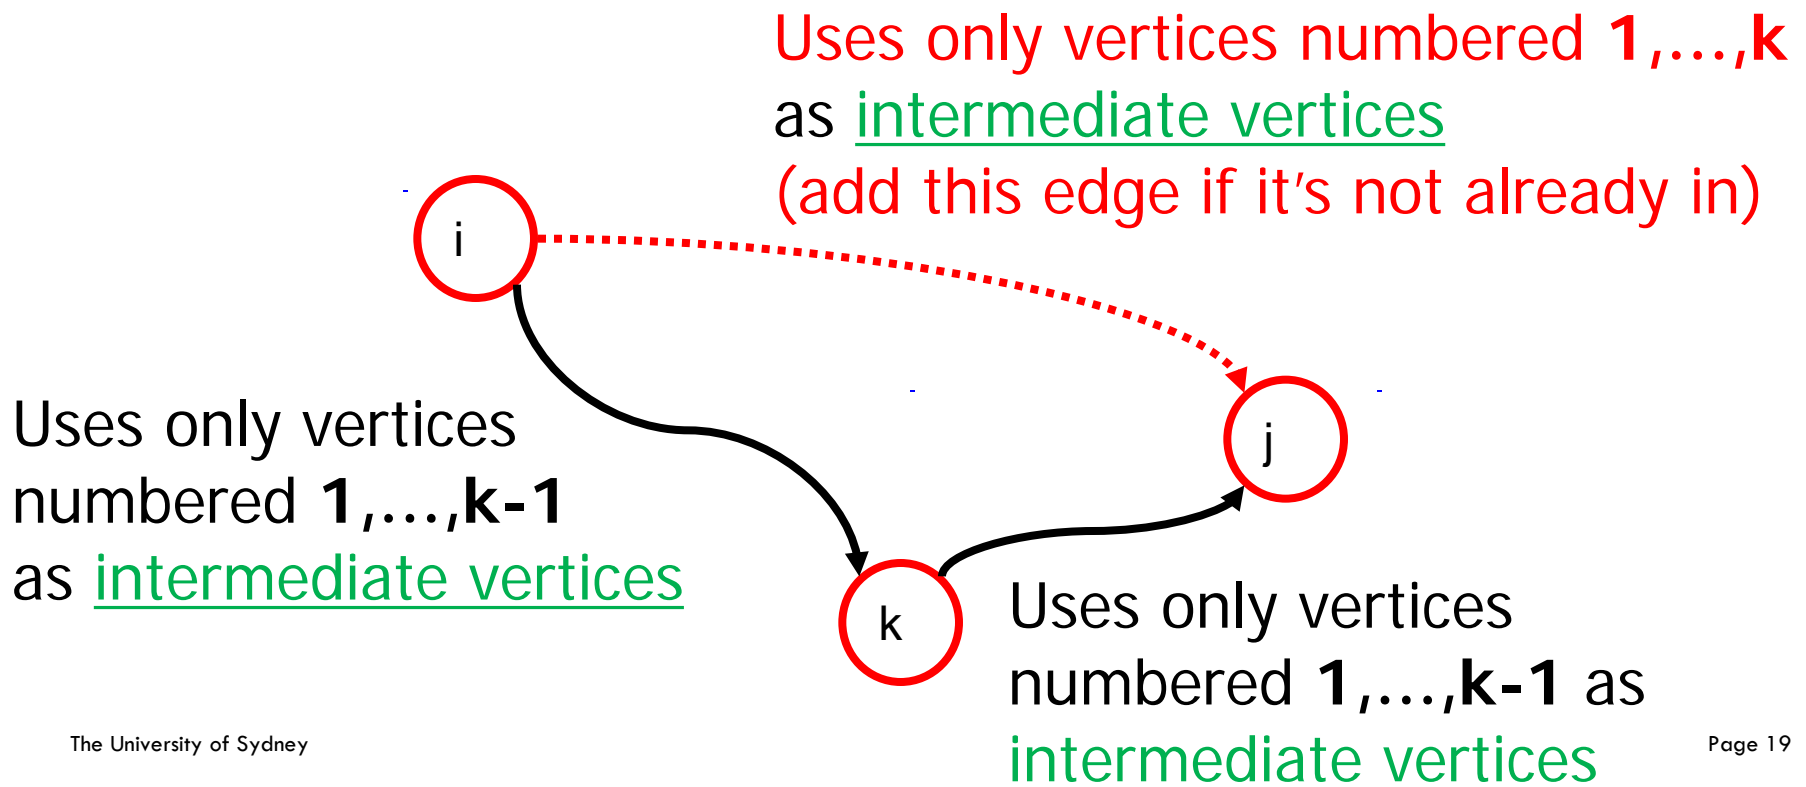 Uses only vertices numbered 1,...,k
as intermediate vertices
(add this edge if it's not already in)
i
Uses only vertices
numbered 1,...,k-1
as intermediate vertices
j
k
Uses only vertices
numbered 1,...,k-1 as
intermediate vertices
The University of Sydney
Page 19